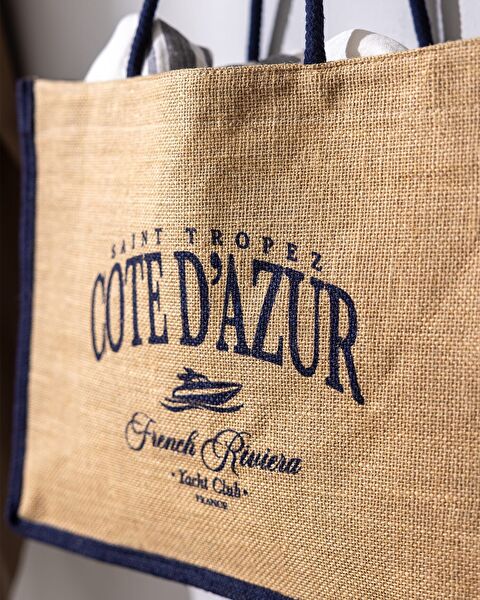 SAINT TROPEZ
COTE D'AZUR
French Riviera
· Yacht Club ·
FRANCE